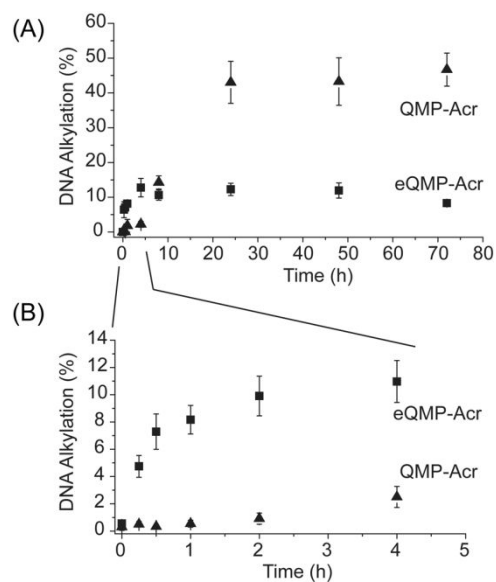 (A)
DNA Alkylation (%)
60
50
40
30
20
10
0
QMP-Acr
eQMP-Acr
0 10 20 30 40 50 60 70 80
Time (h)
(B)
DNA Alkylation (%)
14
12
10
8
6
4
2
0
eQMP-Acr
QMP-Acr
0 1 2 3 4 5
Time (h)